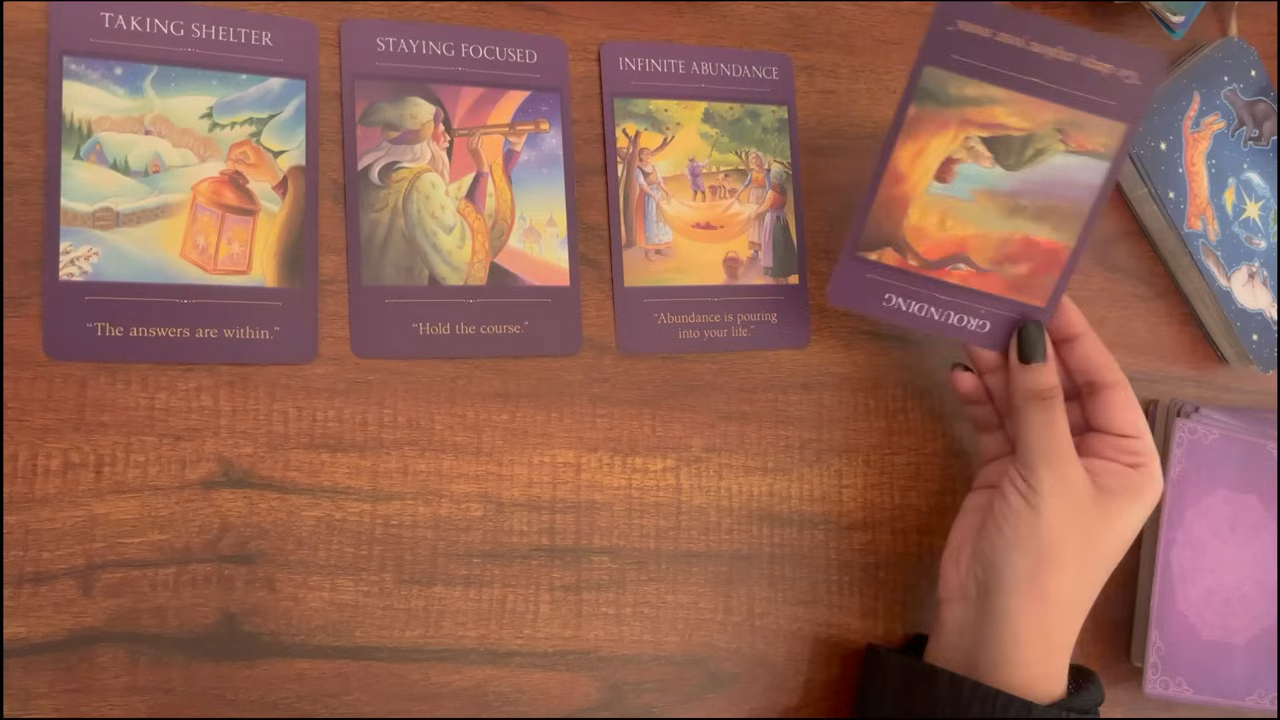 TAKING SHELTER
"The answers are within."
STAYING FOCUSED
"Hold the course."
INFINITE ABUNDANCE
"Abundance is pouring
into your life."
GROUNDING